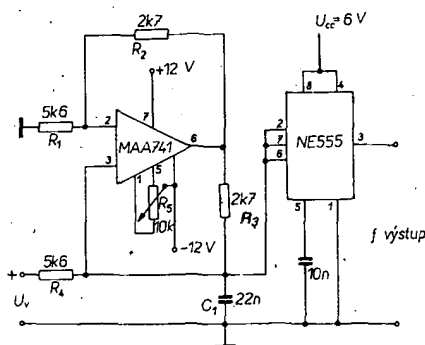 2k7
R2
Ucc=6 V
+12 V
8
4
5k6
R1
2
7
MAA741
6
3
1
5
R5
10k
-12 V
2
7
6
NE555
3
5
1
2k7
R3
10n
f výstup
5k6
R4
+
Uv
C1
22n